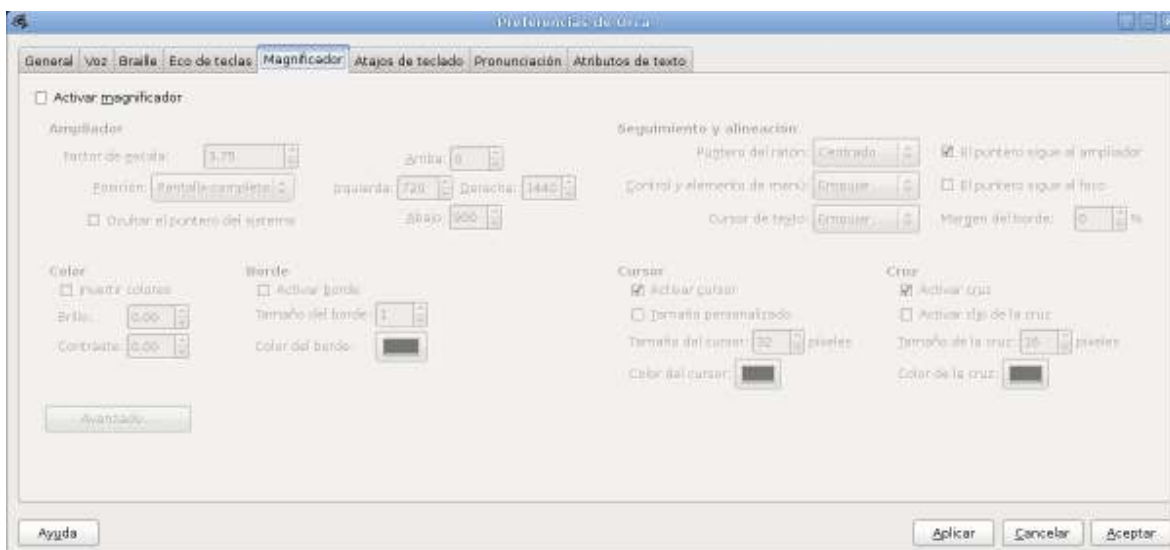 Preferencias de Orca
General Voz Braille Eco de teclas Magnificador Atajos de teclado Pronunciación Atributos de texto
Activar magnificador
Ampliador
Factor de escala: 3.75
Posición: Pantalla completa
Ocultar el puntero del sistema
Arriba: 0
Izquierda: 720 Derecha: 1440
Abajo: 900
Seguimiento y alineación
Puntero del ratón: Centrado
El puntero sigue al ampliador
Control y elemento de menú: Empujar
El puntero sigue al foco
Cursor de texto: Empujar
Margen del borde: 0 %
Color
Invertir colores
Brillo: 0.00
Contraste: 0.00
Borde
Activar borde
Tamaño del borde: 1
Color del borde:
Cursor
Activar cursor
Tamaño personalizado
Tamaño del cursor: 32 píxeles
Color del cursor:
Cruz
Activar cruz
Activar clip de la cruz
Tamaño de la cruz: 16 píxeles
Color de la cruz:
Avanzado...
Ayuda
Aplicar Cancelar Aceptar